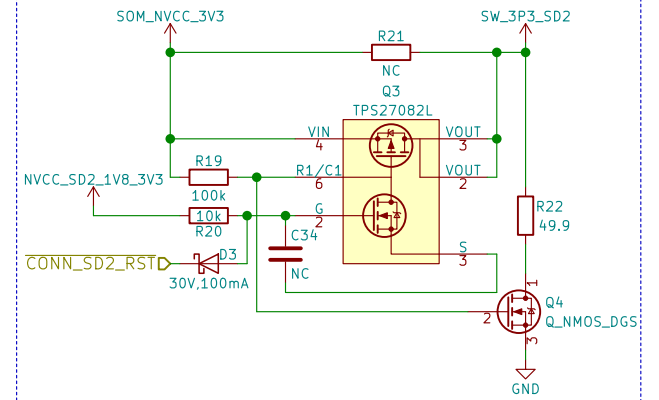 SOM_NVCC_3V3
SW_3P3_SD2
R21
NC
Q3
TPS27082L
VIN
4
VOUT
3
R19
100k
R1/C1
6
VOUT
2
NVCC_SD2_1V8_3V3
10k
R20
G
2
R22
49.9
C34
NC
D3
30V,100mA
CONN_SD2_RST
S
3
1
Q4
2
Q_NMOS_DGS
3
GND